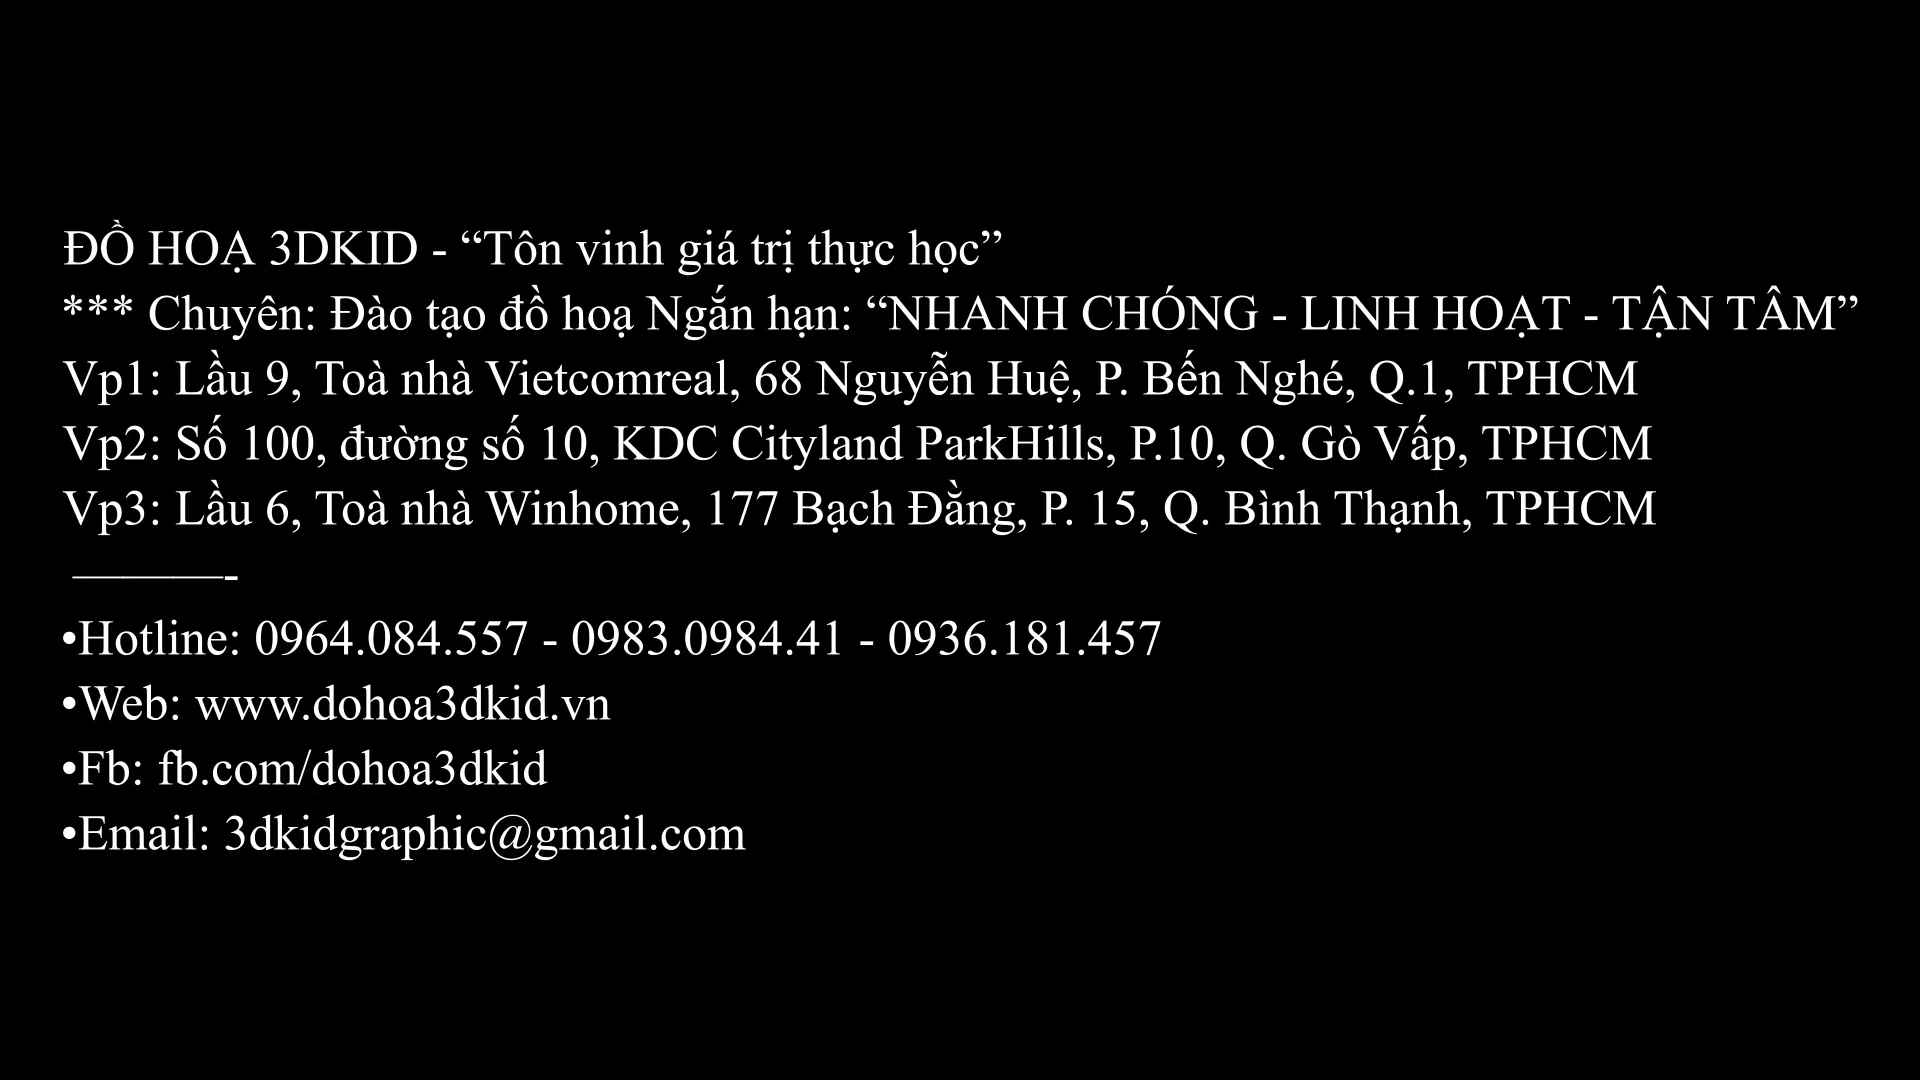 ĐỒ HOẠ 3DKID - “Tôn vinh giá trị thực học”
*** Chuyên: Đào tạo đồ hoạ Ngắn hạn: “NHANH CHÓNG - LINH HOẠT - TẬN TÂM”
Vp1: Lầu 9, Toà nhà Vietcomreal, 68 Nguyễn Huệ, P. Bến Nghé, Q.1, TPHCM
Vp2: Số 100, đường số 10, KDC Cityland ParkHills, P.10, Q. Gò Vấp, TPHCM
Vp3: Lầu 6, Toà nhà Winhome, 177 Bạch Đằng, P. 15, Q. Bình Thạnh, TPHCM
———-
•Hotline: 0964.084.557 - 0983.0984.41 - 0936.181.457
•Web: www.dohoa3dkid.vn
•Fb: fb.com/dohoa3dkid
•Email: 3dkidgraphic@gmail.com